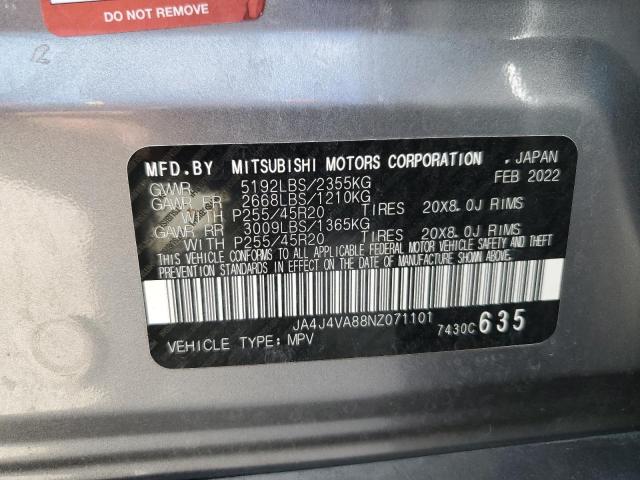 DO NOT REMOVE
12
MFD.BY MITSUBISHI MOTORS CORPORATION , JAPAN
GVWR 5192LBS/2355KG FEB 2022
GAWR FR 2668LBS/1210KG
WITH P255/45R20 TIRES 20X8.0J RIMS
GAWR RR 3009LBS/1365KG
WITH P255/45R20 TIRES 20X8.0J RIMS
THIS VEHICLE CONFORMS TO ALL APPLICABLE FEDERAL MOTOR VEHICLE SAFETY AND THEFT
PREVENTION STANDARDS IN EFFECT ON THE DATE OF MANUFACTURE SHOWN ABOVE.
JA4J4VA88NZ071101 7430C 635
VEHICLE TYPE: MPV